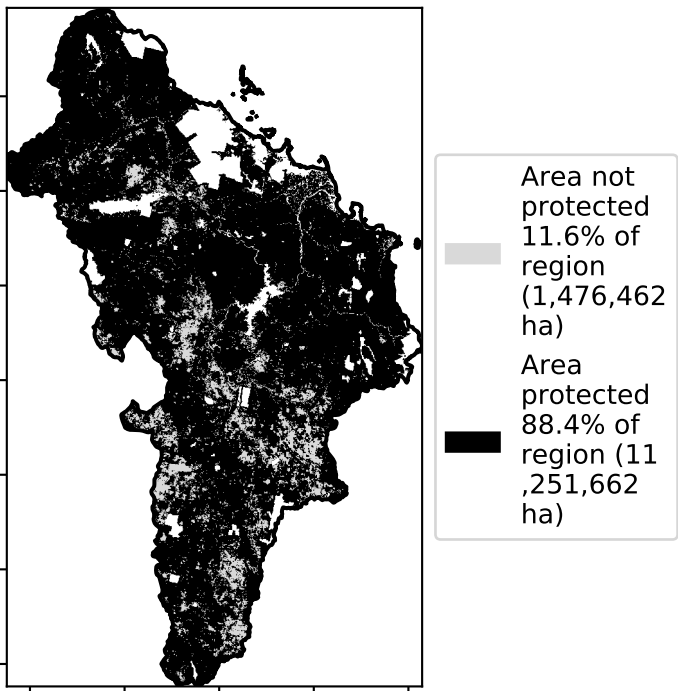 Area not
protected
11.6% of
region
(1,476,462
ha)
Area
protected
88.4% of
region (11
,251,662
ha)